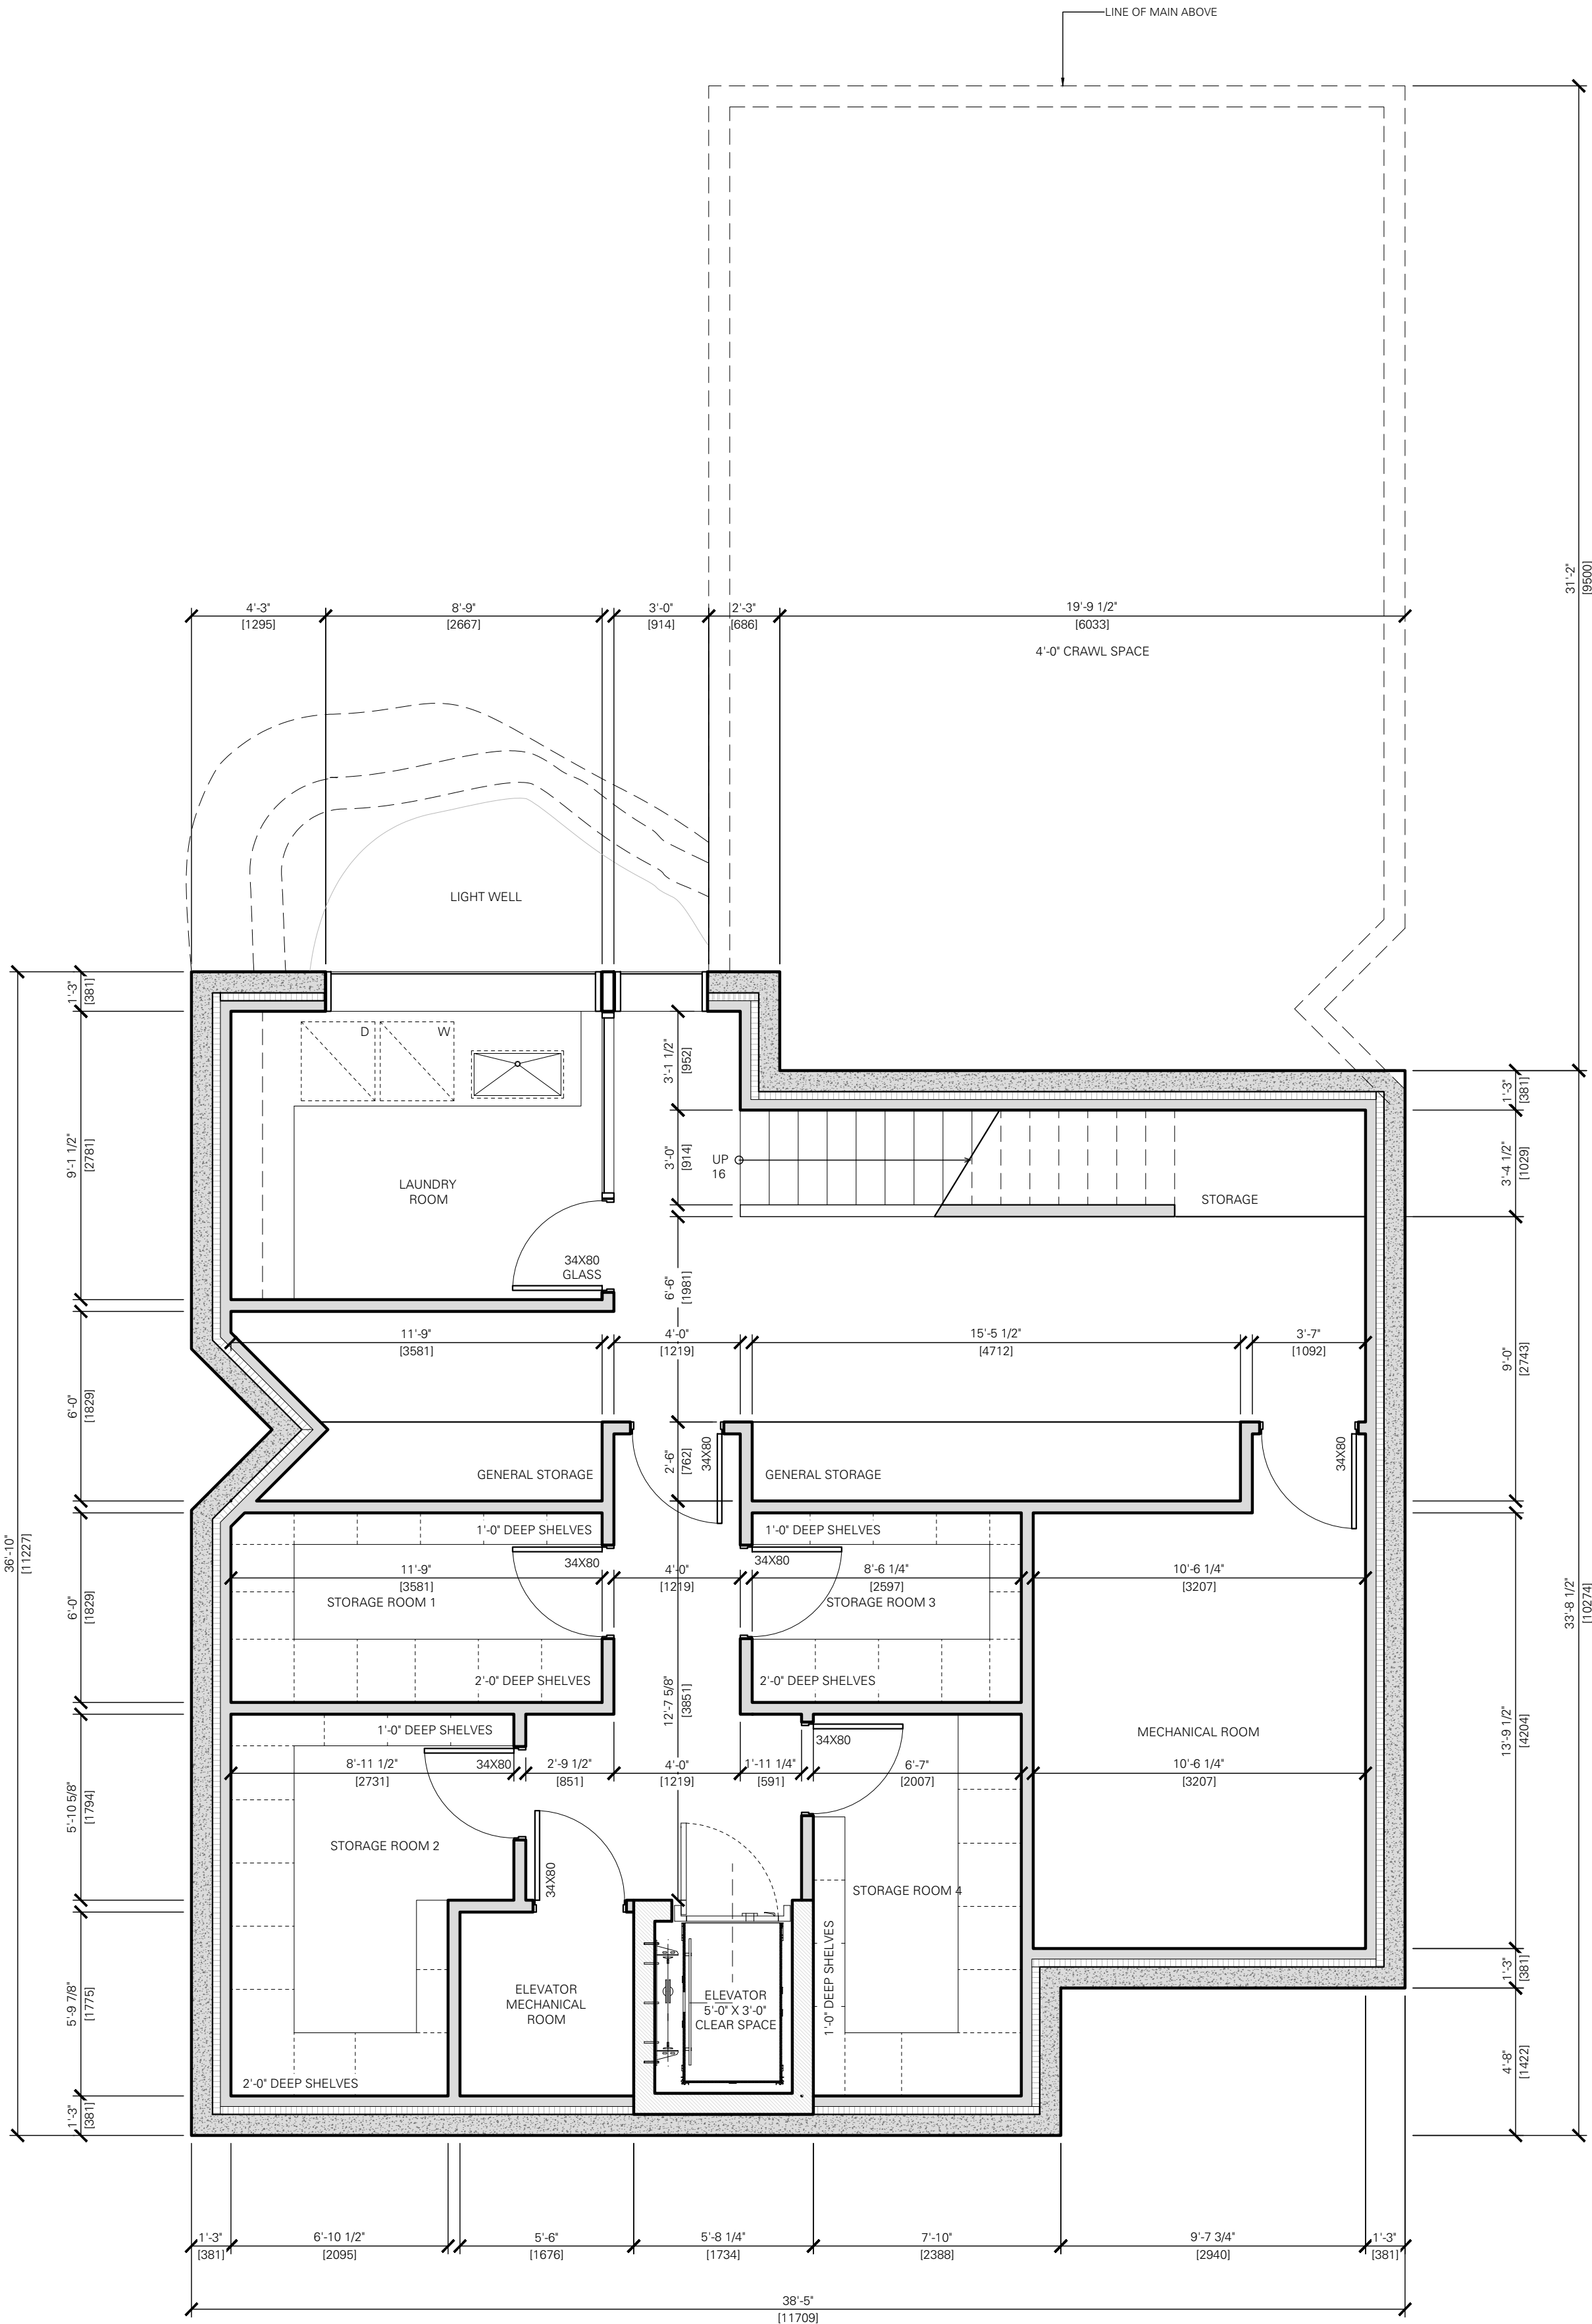 LINE OF MAIN ABOVE
31'-2"
[9500]
4'-3"
[1295]
8'-9"
[2667]
3'-0"
[914]
2'-3"
[686]
19'-9 1/2"
[6033]
4'-0" CRAWL SPACE
LIGHT WELL
36'-10"
[11227]
1'-3"
[381]
9'-1 1/2"
[2781]
6'-0"
[1829]
6'-0"
[1829]
5'-10 5/8"
[1794]
5'-9 7/8"
[1775]
1'-3"
[381]
D
W
LAUNDRY
ROOM
34X80
GLASS
3'-1 1/2"
[952]
3'-0"
[914]
6'-6"
[1981]
2'-6"
[762]
12'-7 5/8"
[3851]
UP
16
STORAGE
1'-3"
[381]
3'-4 1/2"
[1029]
9'-0"
[2743]
13'-9 1/2"
[4204]
1'-3"
[381]
4'-8"
[1422]
33'-8 1/2"
[10274]
11'-9"
[3581]
4'-0"
[1219]
15'-5 1/2"
[4712]
3'-7"
[1092]
GENERAL STORAGE
34X80
GENERAL STORAGE
34X80
1'-0" DEEP SHELVES
34X80
11'-9"
[3581]
STORAGE ROOM 1
2'-0" DEEP SHELVES
4'-0"
[1219]
1'-0" DEEP SHELVES
34X80
8'-6 1/4"
[2597]
STORAGE ROOM 3
2'-0" DEEP SHELVES
10'-6 1/4"
[3207]
MECHANICAL ROOM
10'-6 1/4"
[3207]
1'-0" DEEP SHELVES
34X80
8'-11 1/2"
[2731]
2'-9 1/2"
[851]
4'-0"
[1219]
1'-11 1/4"
[591]
34X80
6'-7"
[2007]
STORAGE ROOM 2
34X80
STORAGE ROOM 4
1'-0" DEEP SHELVES
ELEVATOR
MECHANICAL
ROOM
ELEVATOR
5'-0" X 3'-0"
CLEAR SPACE
2'-0" DEEP SHELVES
1'-3"
[381]
6'-10 1/2"
[2095]
5'-6"
[1676]
5'-8 1/4"
[1734]
7'-10"
[2388]
9'-7 3/4"
[2940]
1'-3"
[381]
38'-5"
[11709]